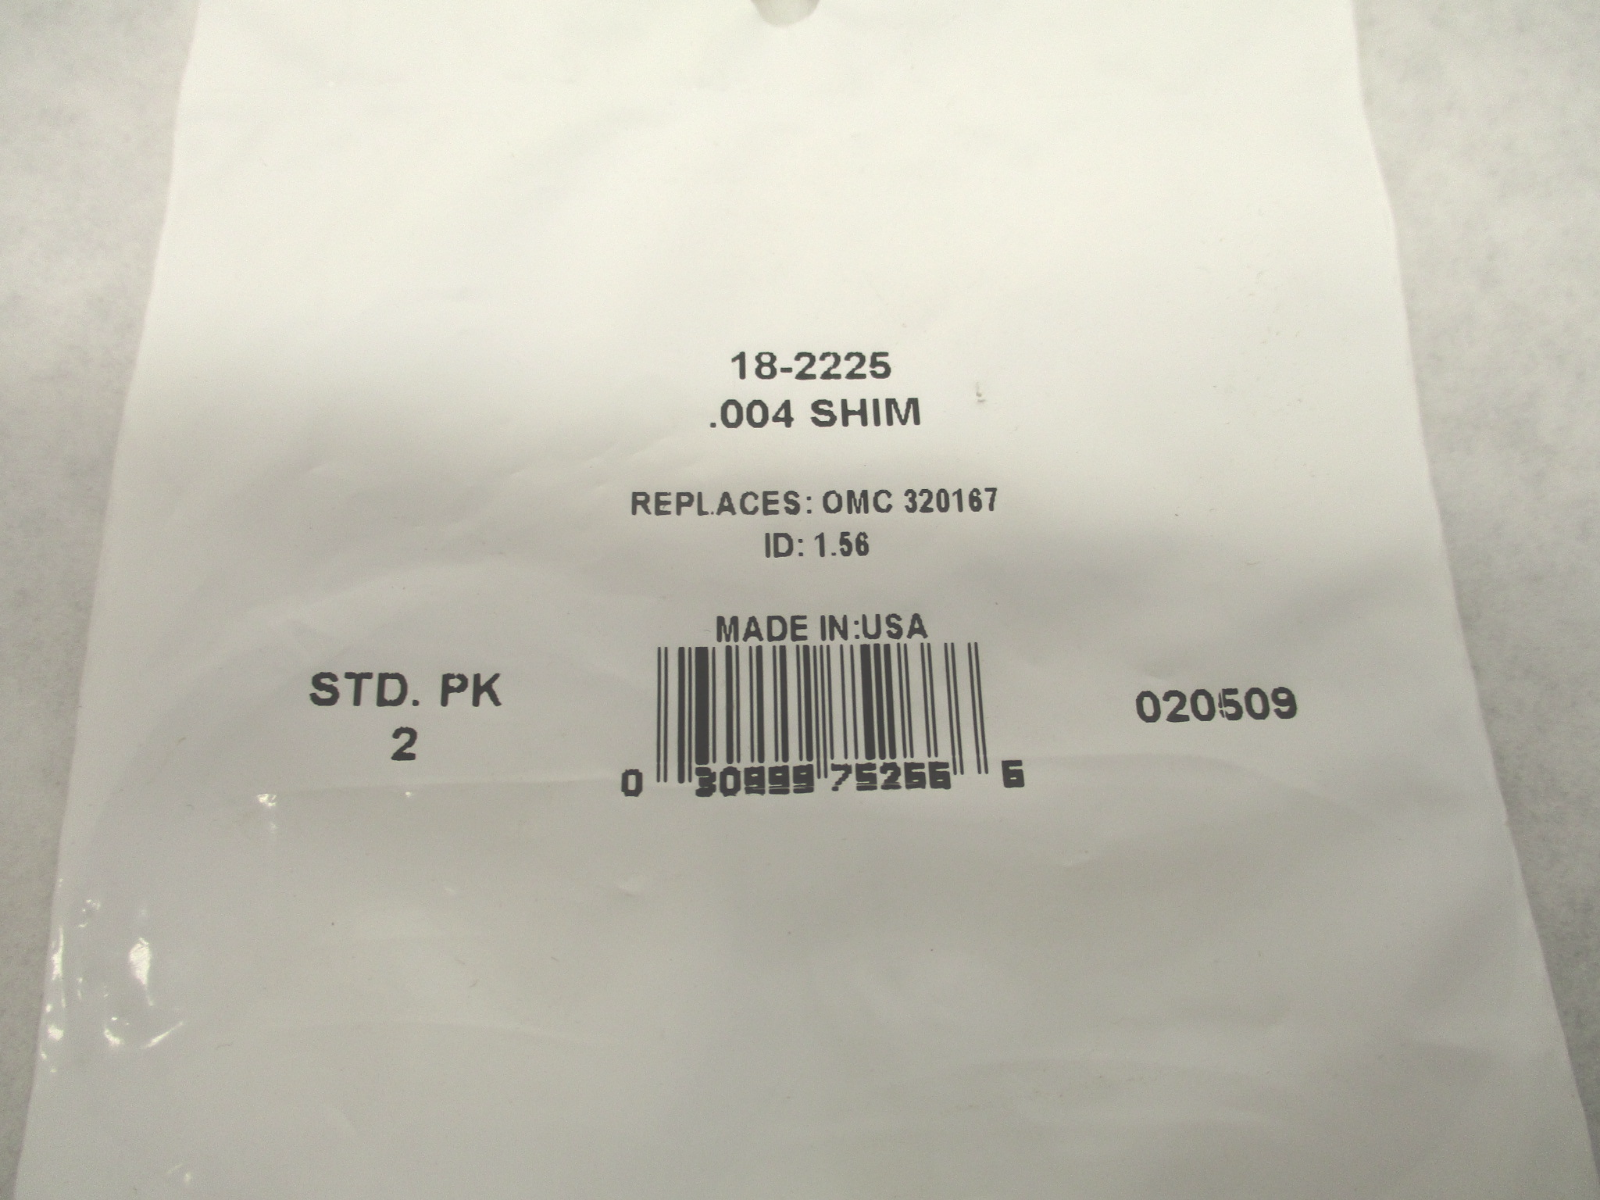 18-2225
.004 SHIM
REPLACES: OMC 320167
ID: 1.56
MADE IN:USA
STD. PK
2
020509
0 30999 75266 6